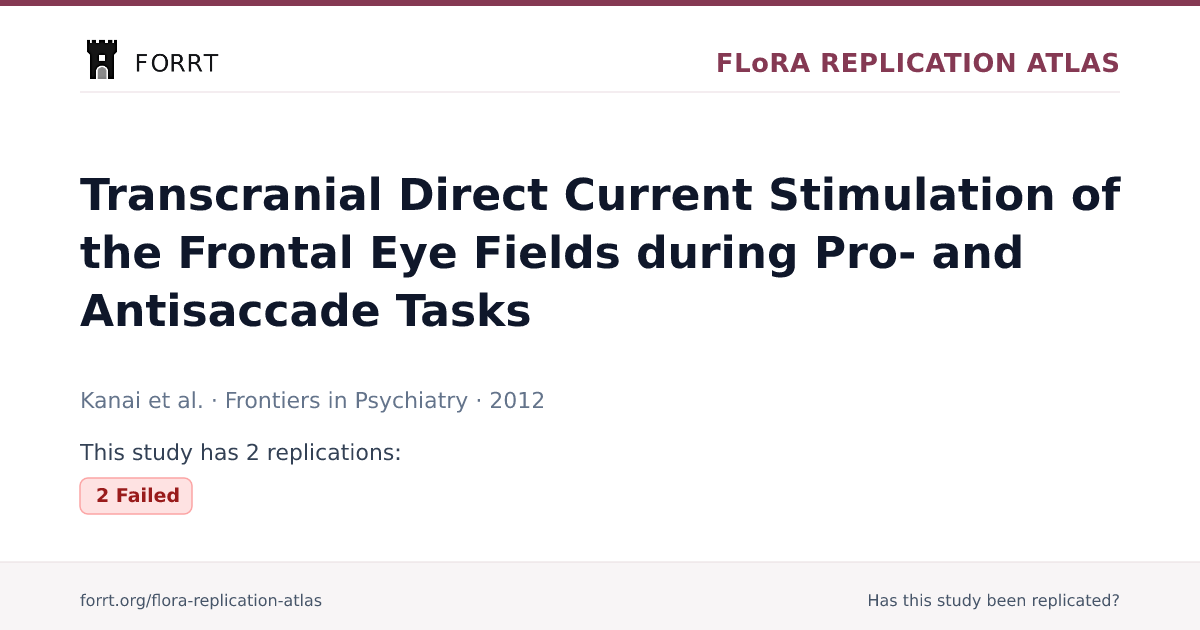 FORRT
FLoRA REPLICATION ATLAS
Transcranial Direct Current Stimulation of
the Frontal Eye Fields during Pro- and
Antisaccade Tasks
Kanai et al. · Frontiers in Psychiatry · 2012
This study has 2 replications:
2 Failed
forrt.org/flora-replication-atlas
Has this study been replicated?